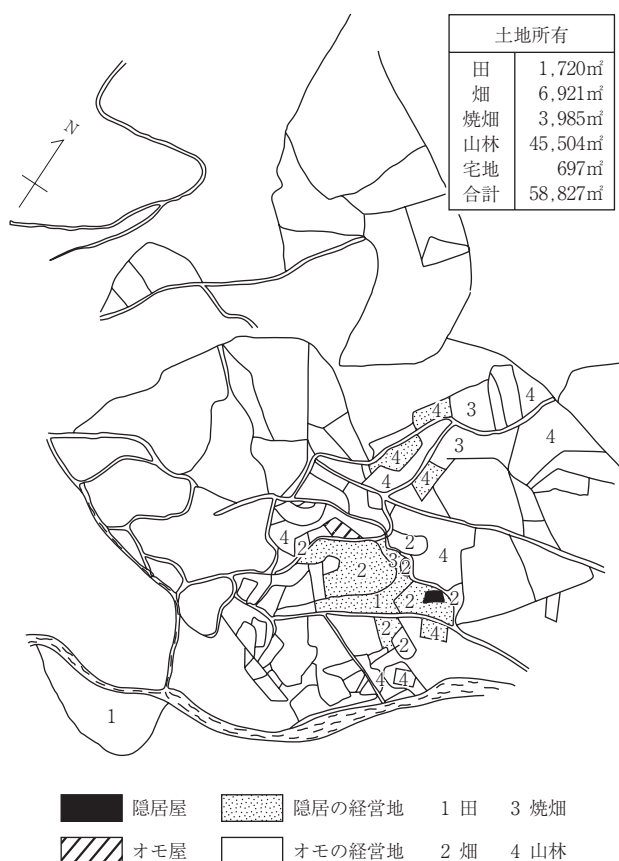 土地所有
田 1,720㎡
畑 6,921㎡
焼畑 3,985㎡
山林 45,504㎡
宅地 697㎡
合計 58,827㎡
N
4 3 4
4 3 4
4 4
4 2 2 4
2 3 2
1 2 2
2 4
2
4 4
1
隠居屋 隠居の経営地 1 田 3 焼畑
オモ屋 オモの経営地 2 畑 4 山林